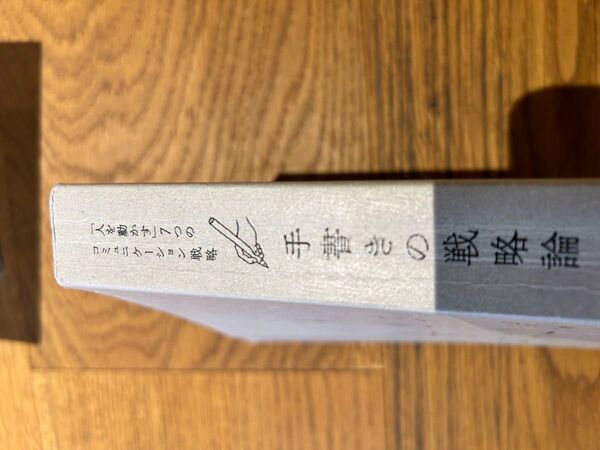 「人を動かす」7つの
コミュニケーション戦略
手書きの戦略論